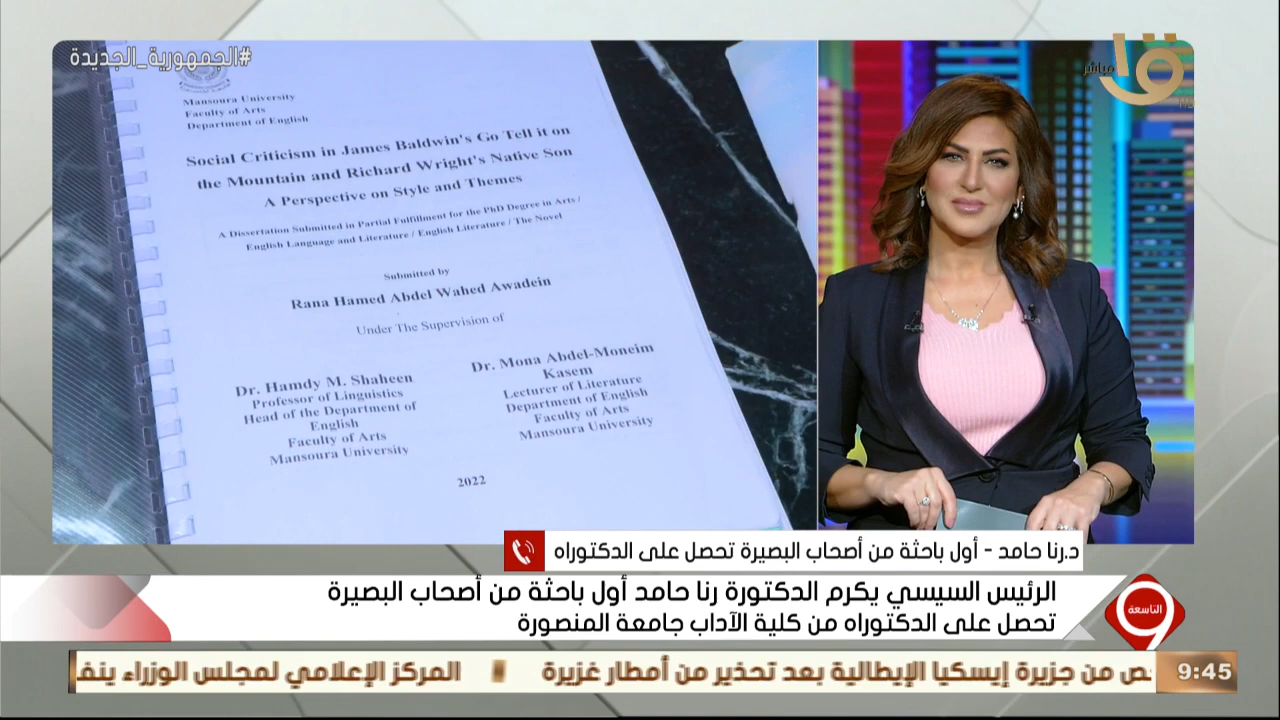 #الجمهورية_الجديدة
مباشر
Mansoura University
Faculty of Arts
Department of English
Social Criticism in James Baldwin's Go Tell it on
the Mountain and Richard Wright's Native Son
A Perspective on Style and Themes
A Dissertation Submitted in Partial Fulfillment for the PhD Degree in Arts /
English Language and Literature / English Literature / The Novel
Submitted by
Rana Hamed Abdel Wahed Awadein
Under The Supervision of
Dr. Hamdy M. Shaheen
Professor of Linguistics
Head of the Department of
English
Faculty of Arts
Mansoura University
Dr. Mona Abdel-Moneim
Kasem
Lecturer of Literature
Department of English
Faculty of Arts
Mansoura University
2022
د.رنا حامد - أول باحثة من أصحاب البصيرة تحصل على الدكتوراه
الرئيس السيسي يكرم الدكتورة رنا حامد أول باحثة من أصحاب البصيرة
تحصل على الدكتوراه من كلية الآداب جامعة المنصورة
التاسعة
9
9:45
من جزيرة إيسكيا الإيطالية بعد تحذير من أمطار غزيرة
المركز الإعلامي لمجلس الوزراء